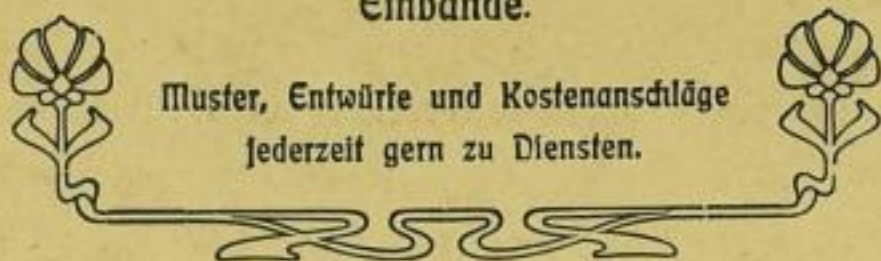 Einbände.
Muster, Entwürfe und Kostenanschläge
jederzeit gern zu Diensten.